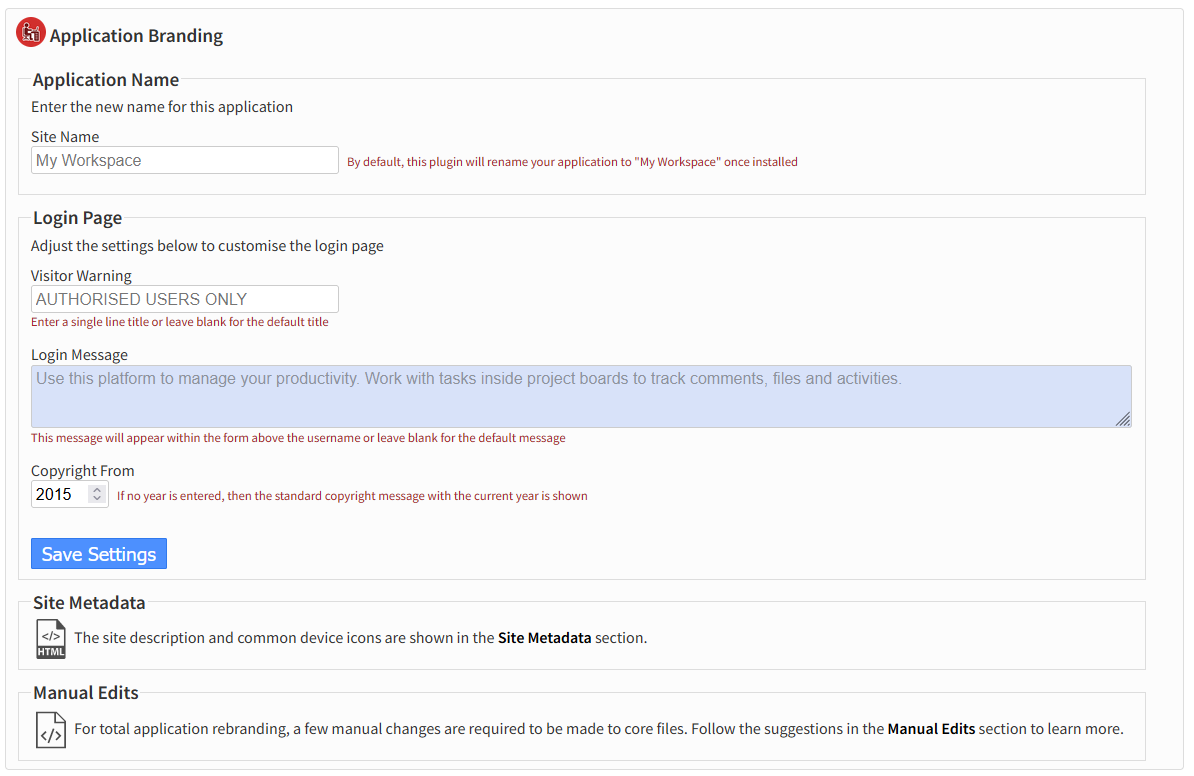 Application Branding
Application Name
Enter the new name for this application
Site Name
My Workspace By default, this plugin will rename your application to "My Workspace" once installed
Login Page
Adjust the settings below to customise the login page
Visitor Warning
AUTHORISED USERS ONLY
Enter a single line title or leave blank for the default title
Login Message
Use this platform to manage your productivity. Work with tasks inside project boards to track comments, files and activities.
This message will appear within the form above the username or leave blank for the default message
Copyright From
2015 If no year is entered, then the standard copyright message with the current year is shown
Save Settings
Site Metadata
</> HTML The site description and common device icons are shown in the Site Metadata section.
Manual Edits
</> For total application rebranding, a few manual changes are required to be made to core files. Follow the suggestions in the Manual Edits section to learn more.